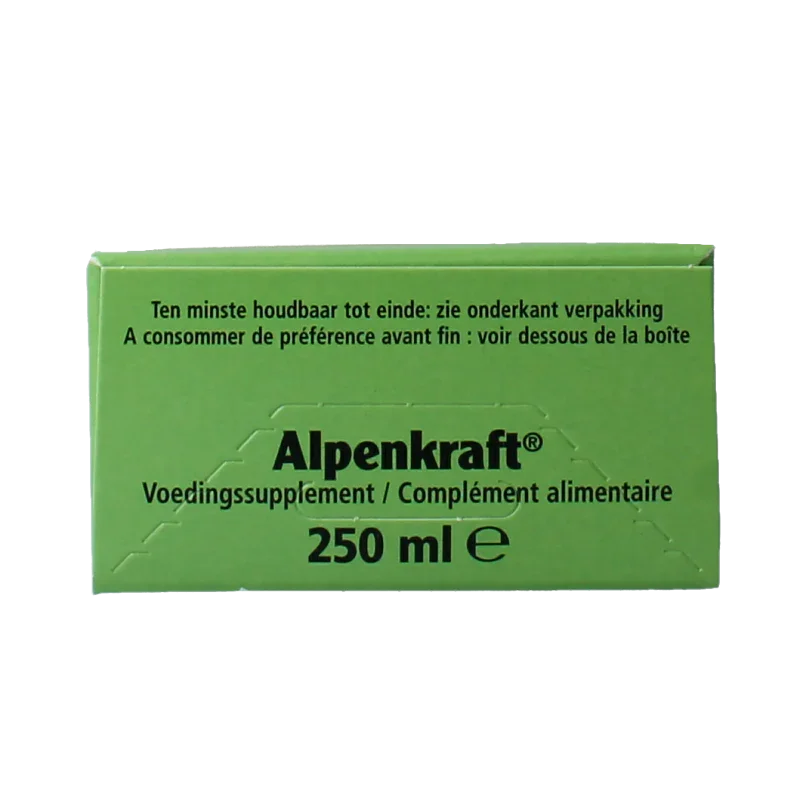 Ten minste houdbaar tot einde: zie onderkant verpakking
A consommer de préférence avant fin : voir dessous de la boîte
Alpenkraft®
Voedingssupplement / Complément alimentaire
250 ml ℮